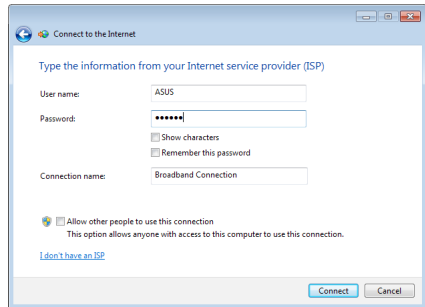 Connect to the Internet
Type the information from your Internet service provider (ISP)
User name: ASUS
Password: ••••••
Show characters
Remember this password
Connection name: Broadband Connection
Allow other people to use this connection
This option allows anyone with access to this computer to use this connection.
I don't have an ISP
Connect Cancel